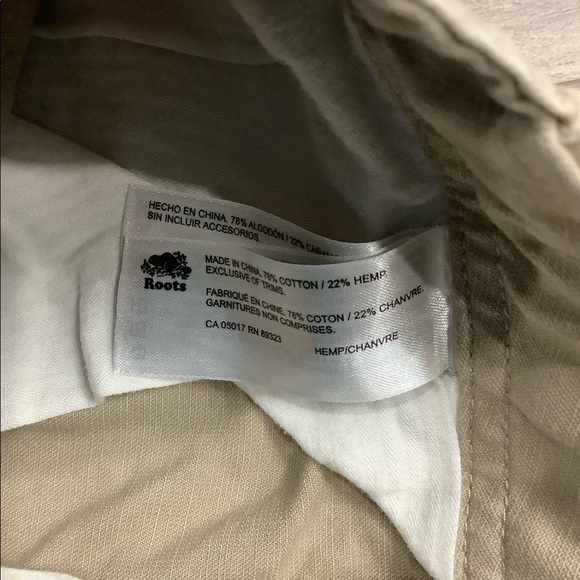 HECHO EN CHINA. 78% ALGODÓN / 22%
SIN INCLUIR ACCESORIOS.
Roots
MADE IN CHINA. 78% COTTON / 22% HEMP.
EXCLUSIVE OF TRIMS.
FABRIQUÉ EN CHINE. 78% COTON / 22% CHANVRE.
GARNITURES NON COMPRISES.
CA 05017 RN 89323
HEMP/CHANVRE